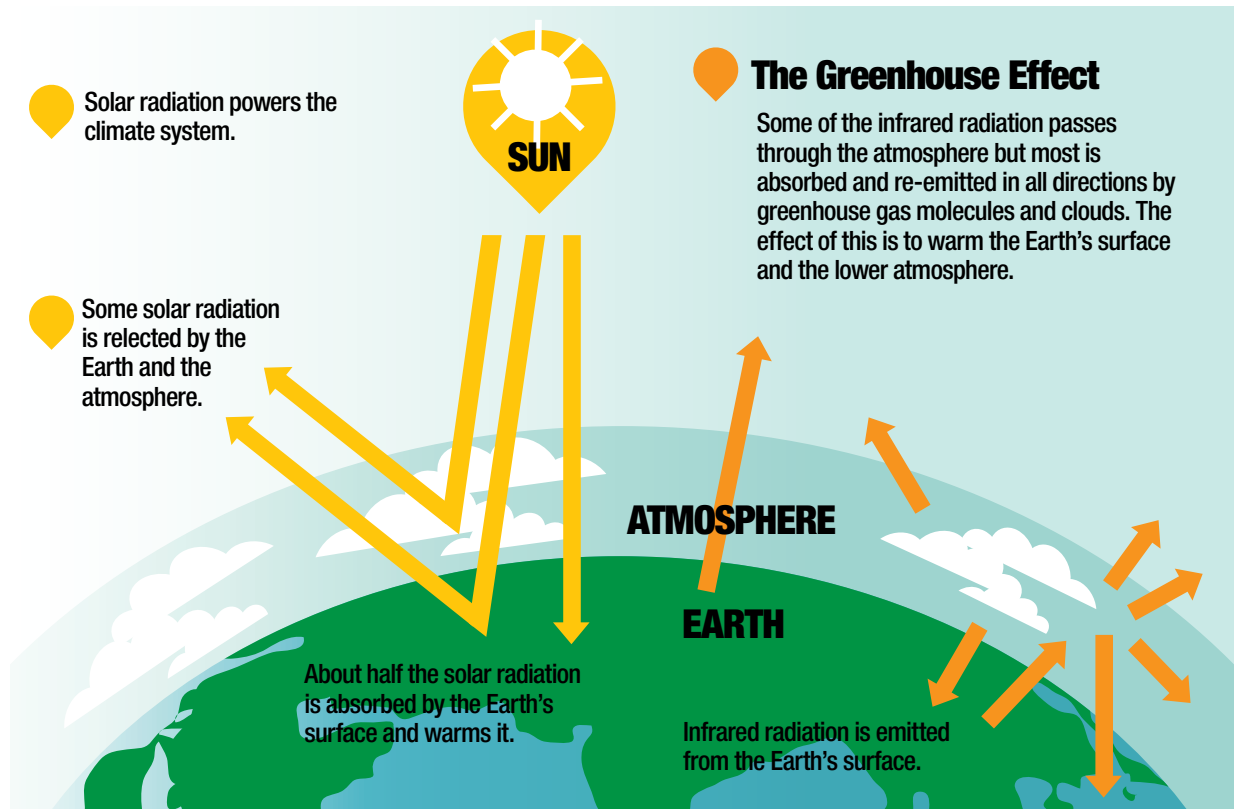 Solar radiation powers the
climate system.
SUN
The Greenhouse Effect
Some of the infrared radiation passes
through the atmosphere but most is
absorbed and re-emitted in all directions by
greenhouse gas molecules and clouds. The
effect of this is to warm the Earth’s surface
and the lower atmosphere.
Some solar radiation
is relected by the
Earth and the
atmosphere.
ATMOSPHERE
EARTH
About half the solar radiation
is absorbed by the Earth’s
surface and warms it.
Infrared radiation is emitted
from the Earth’s surface.